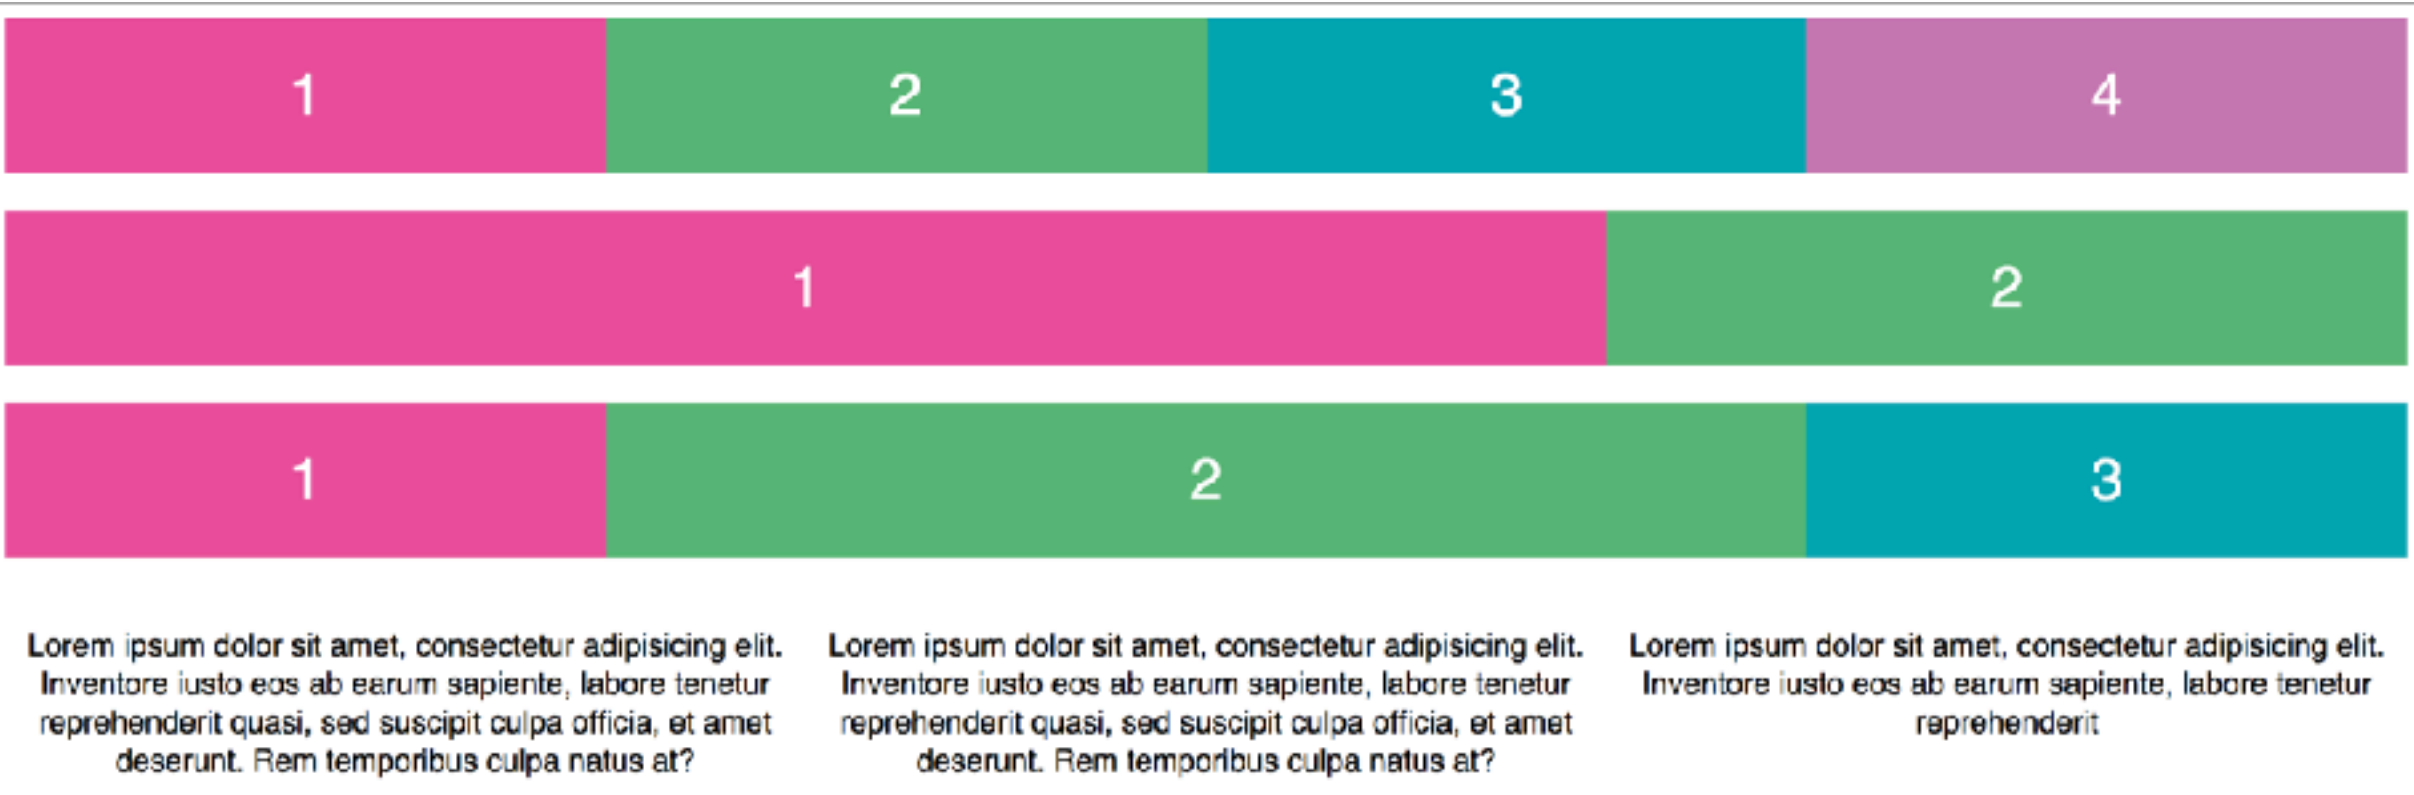 1 2 3 4
1 2
1 2 3
Lorem ipsum dolor sit amet, consectetur adipisicing elit.
Inventore iusto eos ab earum sapiente, labore tenetur
reprehenderit quasi, sed suscipit culpa officia, et amet
deserunt. Rem temporibus culpa natus at?
Lorem ipsum dolor sit amet, consectetur adipisicing elit.
Inventore iusto eos ab earum sapiente, labore tenetur
reprehenderit quasi, sed suscipit culpa officia, et amet
deserunt. Rem temporibus culpa natus at?
Lorem ipsum dolor sit amet, consectetur adipisicing elit.
Inventore iusto eos ab earum sapiente, labore tenetur
reprehenderit